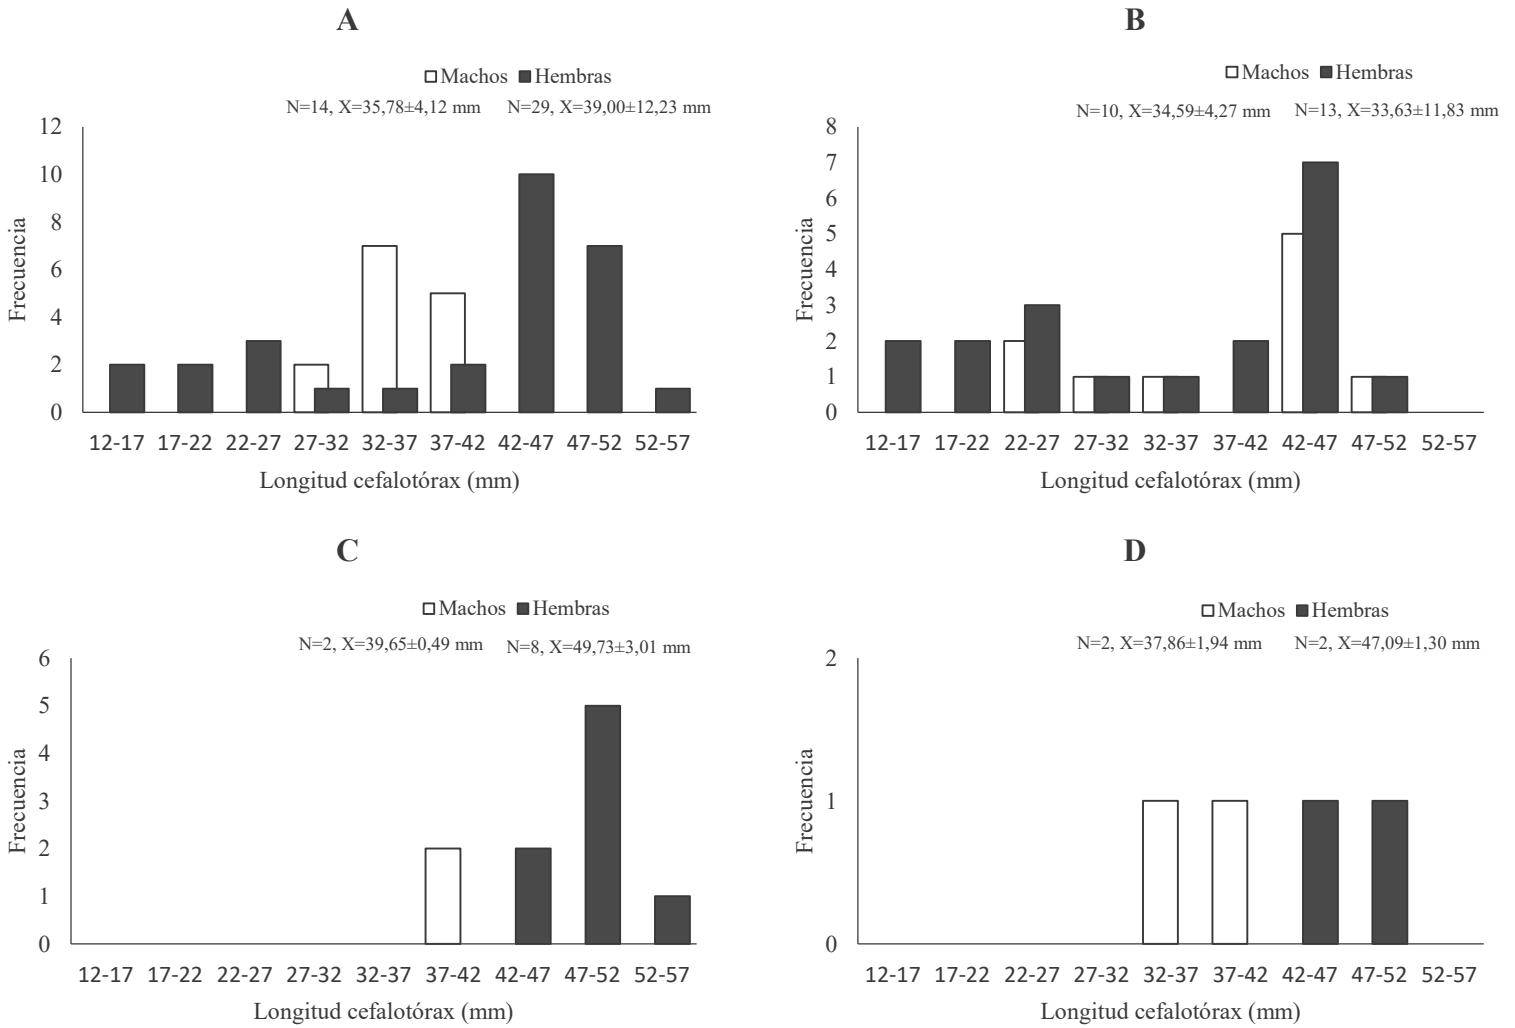 A
Machos Hembras
N=14, X=35,78±4,12 mm N=29, X=39,00±12,23 mm
12
10
8
6
4
2
0
Frecuencia
12-17 17-22 22-27 27-32 32-37 37-42 42-47 47-52 52-57
Longitud cefalotórax (mm)
B
Machos Hembras
N=10, X=34,59±4,27 mm N=13, X=33,63±11,83 mm
8
7
6
5
4
3
2
1
0
Frecuencia
12-17 17-22 22-27 27-32 32-37 37-42 42-47 47-52 52-57
Longitud cefalotórax (mm)
C
Machos Hembras
N=2, X=39,65±0,49 mm N=8, X=49,73±3,01 mm
6
5
4
3
2
1
0
Frecuencia
12-17 17-22 22-27 27-32 32-37 37-42 42-47 47-52 52-57
Longitud cefalotórax (mm)
D
Machos Hembras
N=2, X=37,86±1,94 mm N=2, X=47,09±1,30 mm
2
1
0
Frecuencia
12-17 17-22 22-27 27-32 32-37 37-42 42-47 47-52 52-57
Longitud cefalotórax (mm)